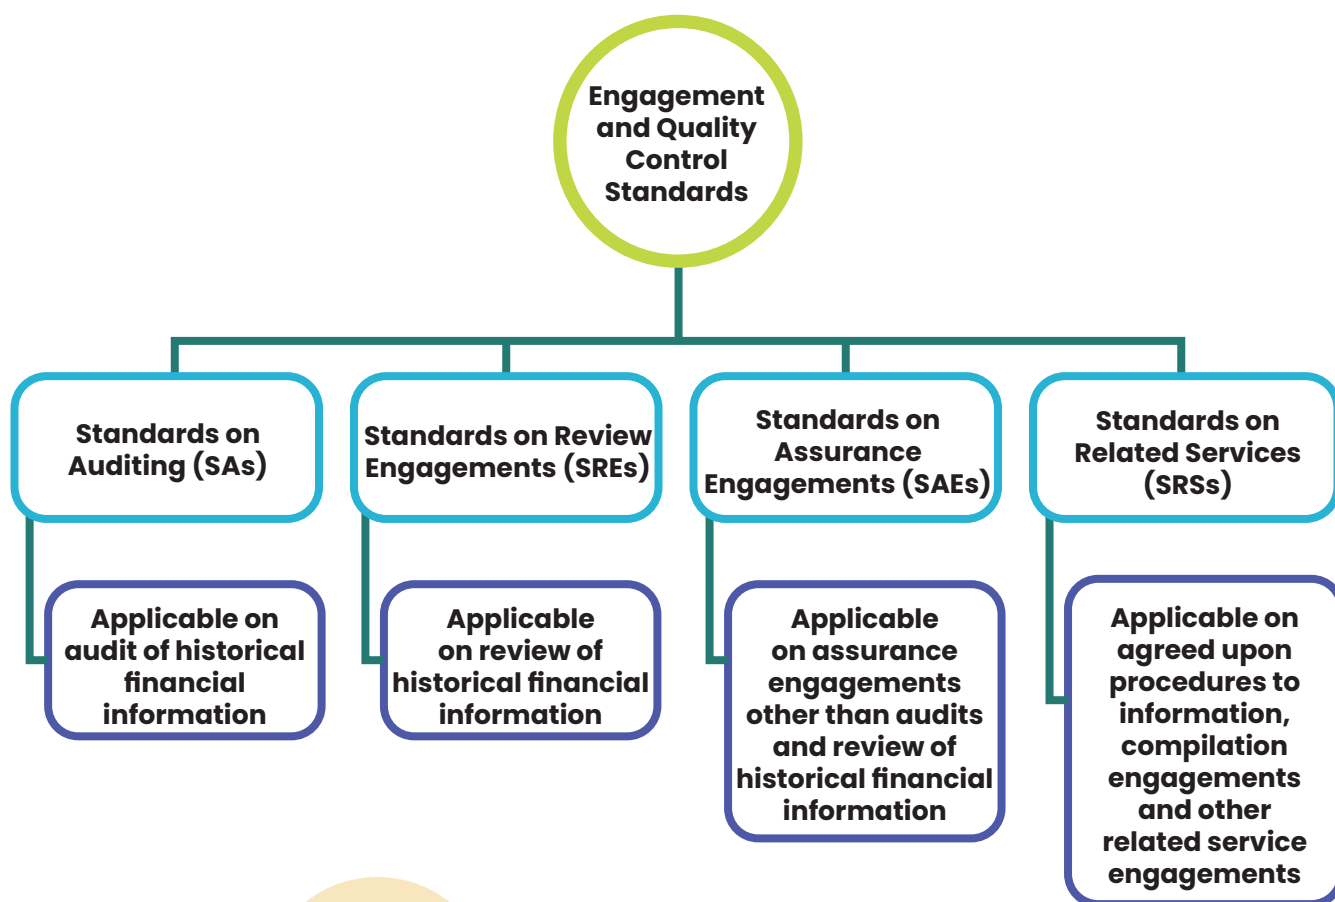 Engagement
and Quality
Control
Standards
Standards on
Auditing (SAs)
Standards on Review
Engagements (SREs)
Standards on
Assurance
Engagements (SAEs)
Standards on
Related Services
(SRSs)
Applicable on
audit of historical
financial
information
Applicable
on review of
historical financial
information
Applicable
on assurance
engagements
other than audits
and review of
historical financial
information
Applicable on
agreed upon
procedures to
information,
compilation
engagements
and other
related service
engagements